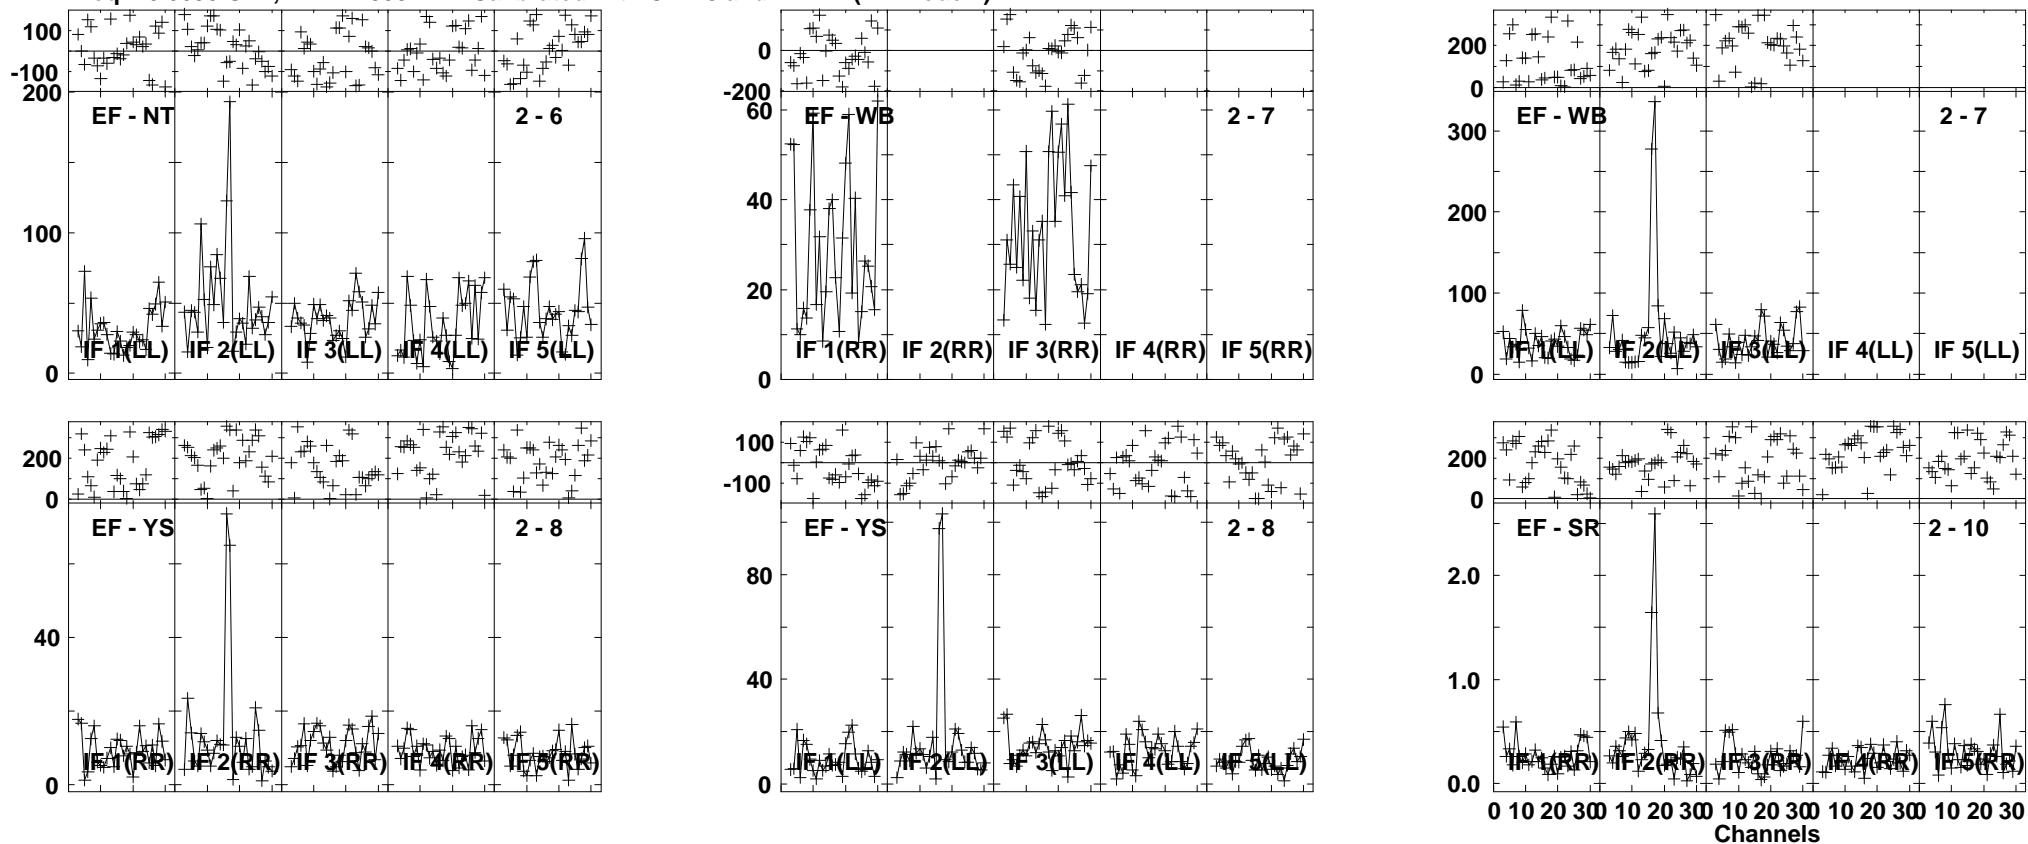 100
-100
200
EF - NT
2 - 6
100
0
IF 1(LL) IF 2(LL) IF 3(LL) IF 4(LL) IF 5(LL)
0
-200
60
EF - WB
2 - 7
40
20
0
IF 1(RR) IF 2(RR) IF 3(RR) IF 4(RR) IF 5(RR)
200
0
EF - WB
2 - 7
300
200
100
0
IF 1(LL) IF 2(LL) IF 3(LL) IF 4(LL) IF 5(LL)
200
0
EF - YS
2 - 8
40
0
IF 1(RR) IF 2(RR) IF 3(RR) IF 4(RR) IF 5(RR)
100
-100
EF - YS
2 - 8
80
40
0
IF 1(LL) IF 2(LL) IF 3(LL) IF 4(LL) IF 5(LL)
200
0
EF - SR
2 - 10
2.0
1.0
0.0
IF 1(RR) IF 2(RR) IF 3(RR) IF 4(RR) IF 5(RR)
0 10 20 30 0 10 20 30 0 10 20 30 0 10 20 30 0 10 20 30
Channels